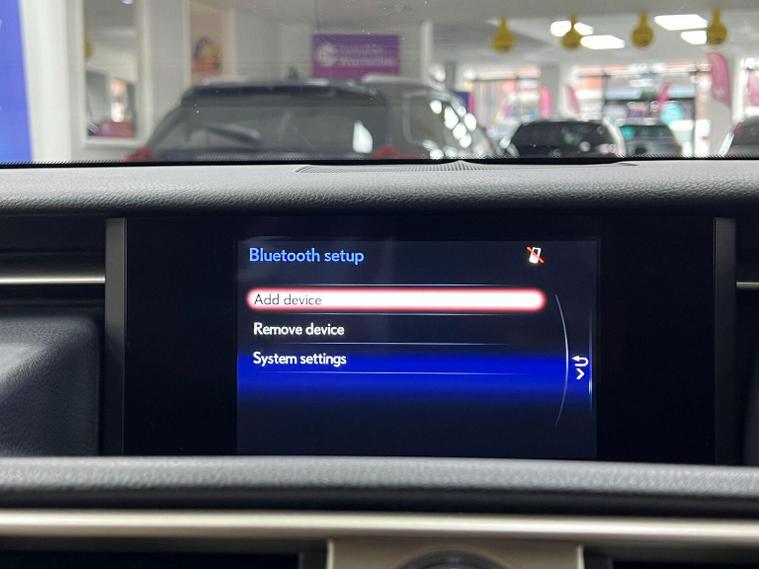 Bluetooth setup
Add device
Remove device
System settings